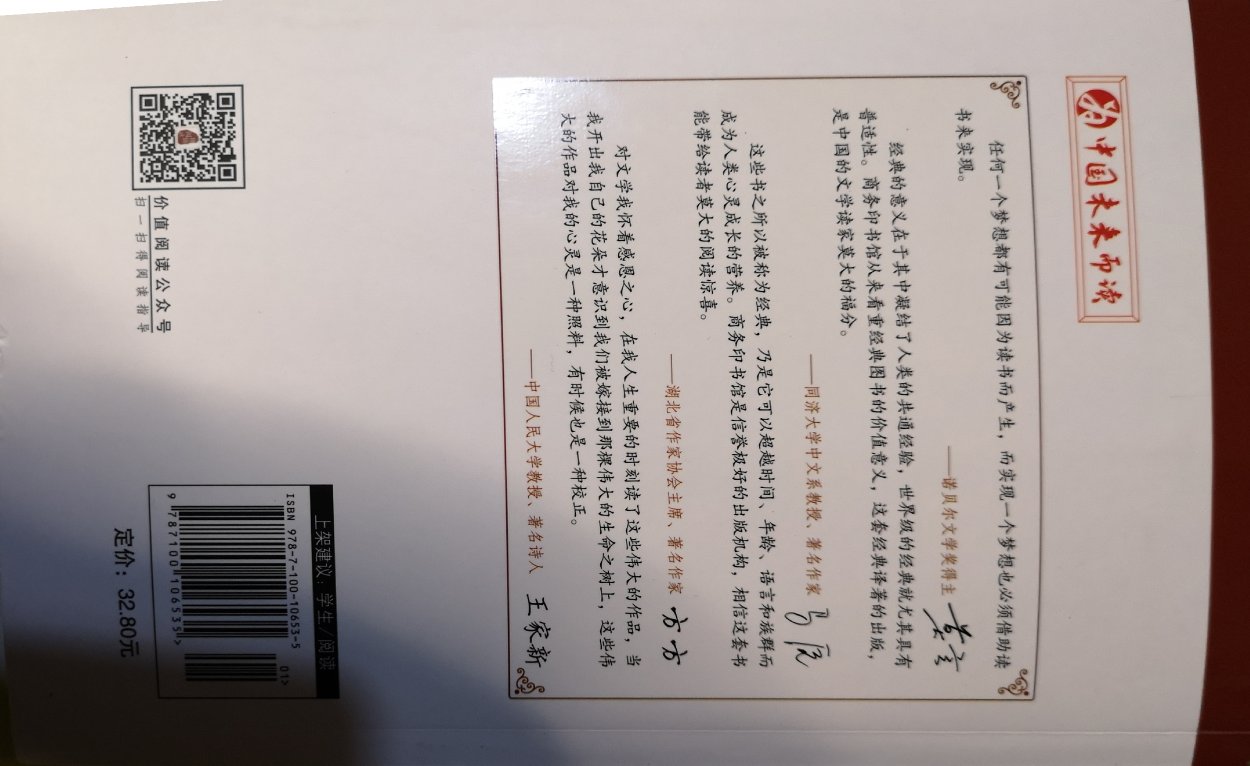 为中国未来而读
任何一个梦想都有可能因为读书而产生，而实现一个梦想也必须借助读
书来实现。
——诺贝尔文学奖得主 莫言
经典的意义在于其中凝结了人类的共通经验，世界级的经典就尤其具有
普适性。商务印书馆从来看重经典图书的价值意义，这套经典译著的出版，
是中国的文学读家莫大的福分。
——同济大学中文系教授、著名作家 马原
这些书之所以被称为经典，乃是它可以超越时间、年龄、语言和族群而
成为人类心灵成长的营养。商务印书馆是信誉极好的出版机构，相信这套书
能带给读者莫大的阅读惊喜。
——湖北省作家协会主席、著名作家 方方
对文学我怀着感恩之心，在我人生重要的时刻读了这些伟大的作品，当
我开出我自己的花朵才意识到我们被嫁接到那棵伟大的生命之树上，这些伟
大的作品对我的心灵是一种照料，有时候也是一种校正。
——中国人民大学教授、著名诗人 王家新
价值阅读公众号
扫一扫得阅读指导
上架建议：学生/阅读
ISBN 978-7-100-10653-5
01>
9 787100 106535>
定价：32.80元